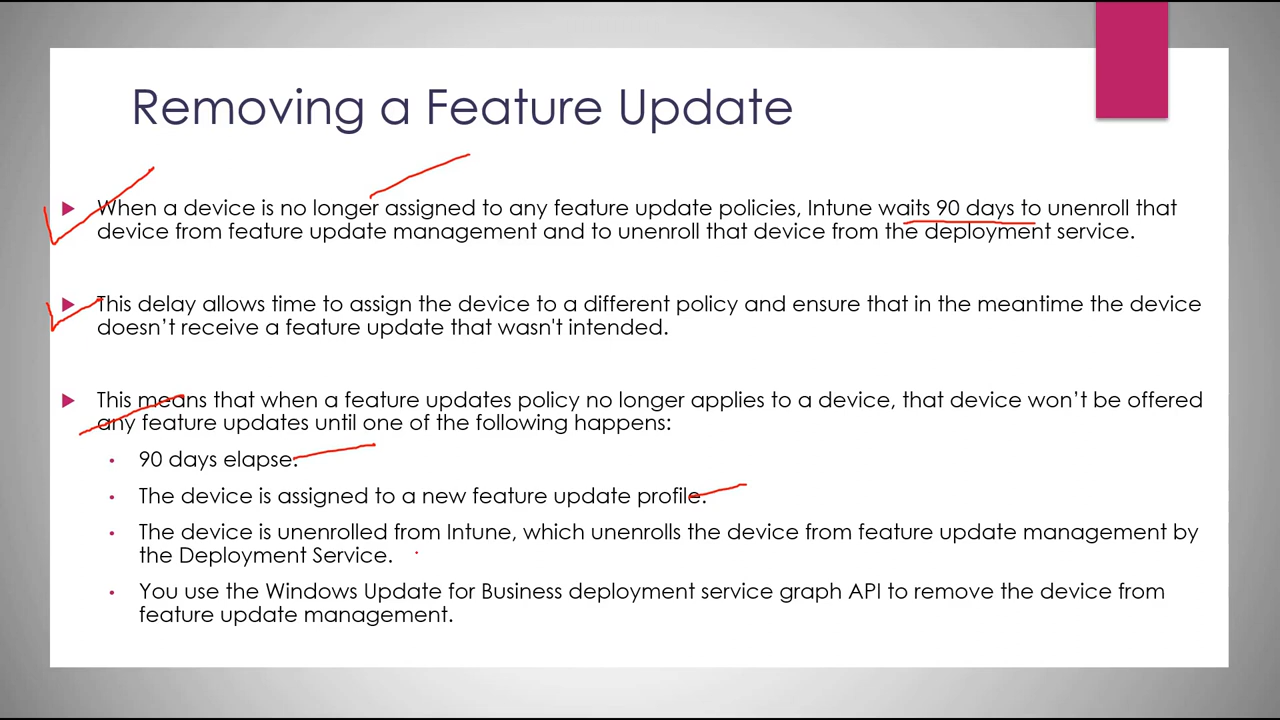 Removing a Feature Update
When a device is no longer assigned to any feature update policies, Intune waits 90 days to unenroll that
device from feature update management and to unenroll that device from the deployment service.
This delay allows time to assign the device to a different policy and ensure that in the meantime the device
doesn't receive a feature update that wasn't intended.
This means that when a feature updates policy no longer applies to a device, that device won't be offered
any feature updates until one of the following happens:
90 days elapse.
The device is assigned to a new feature update profile.
The device is unenrolled from Intune, which unenrolls the device from feature update management by
the Deployment Service.
You use the Windows Update for Business deployment service graph API to remove the device from
feature update management.